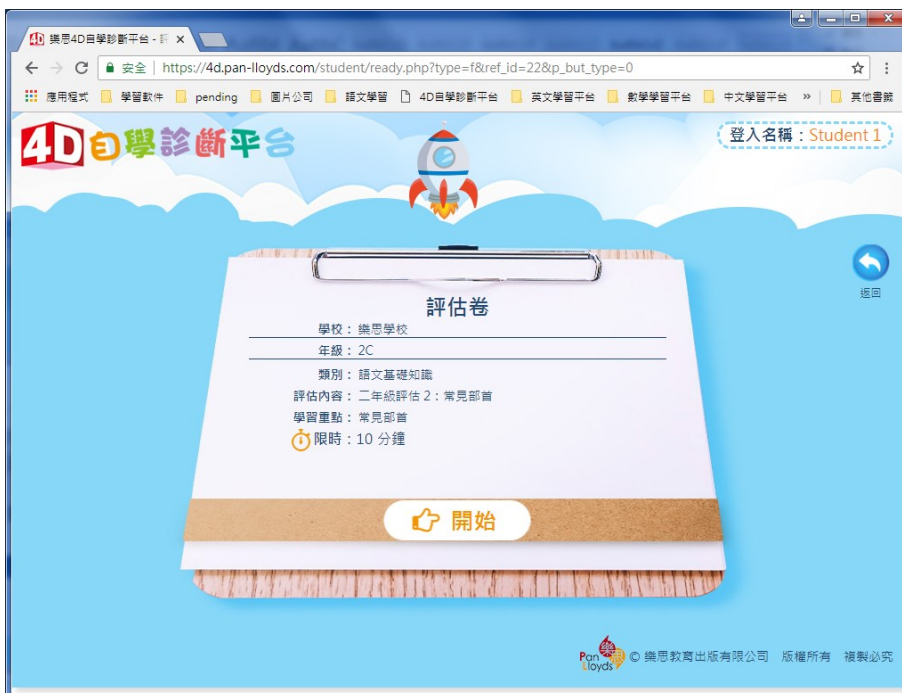 4D 樂思4D自學診斷平台 - 評
安全 | https://4d.pan-lloyds.com/student/ready.php?type=f&ref_id=22&p_but_type=0
應用程式 學習軟件 pending 圖片公司 語文學習 4D自學診斷平台 英文學習平台 數學學習平台 中文學習平台 » 其他書籤
4D自學診斷平台
登入名稱：Student 1
返回
評估卷
學校：樂思學校
年級：2C
類別：語文基礎知識
評估內容：二年級評估 2：常見部首
學習重點：常見部首
限時：10 分鐘
開始
Pan Lloyds 樂思 © 樂思教育出版有限公司 版權所有 複製必究